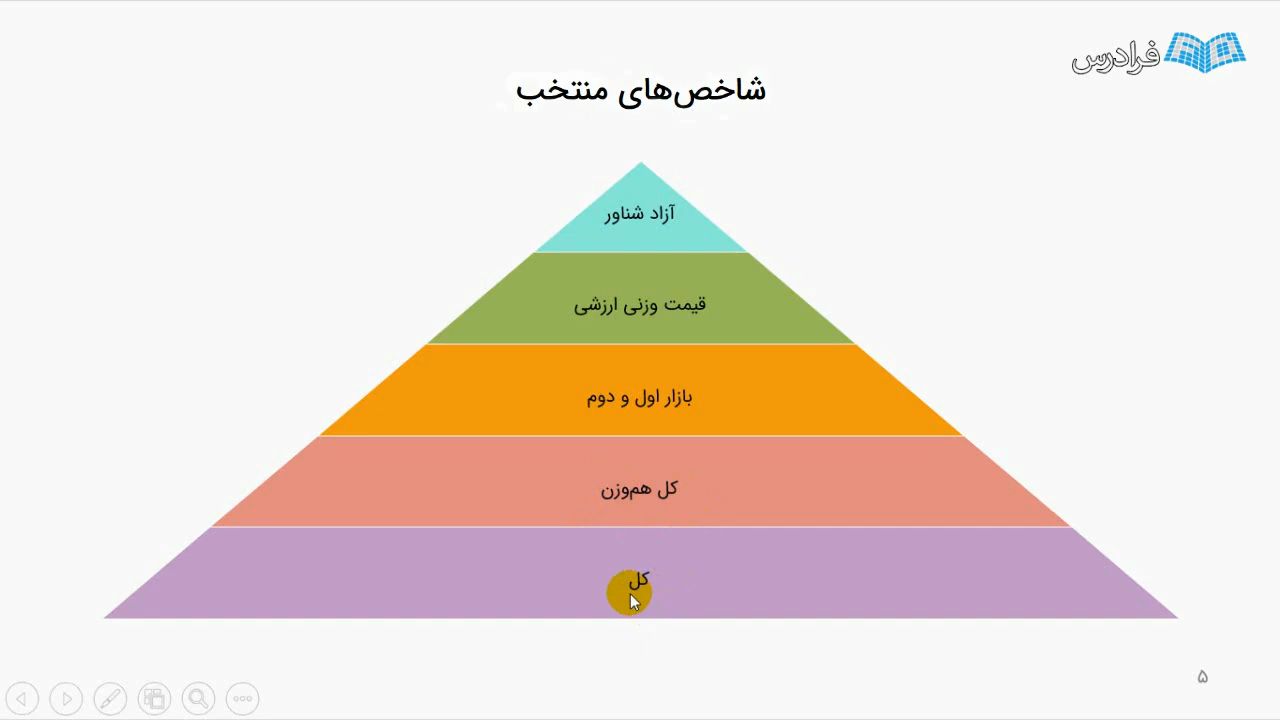 فرادرس
شاخص‌های منتخب
آزاد شناور
قیمت وزنی ارزشی
بازار اول و دوم
کل هم‌وزن
کل
۵